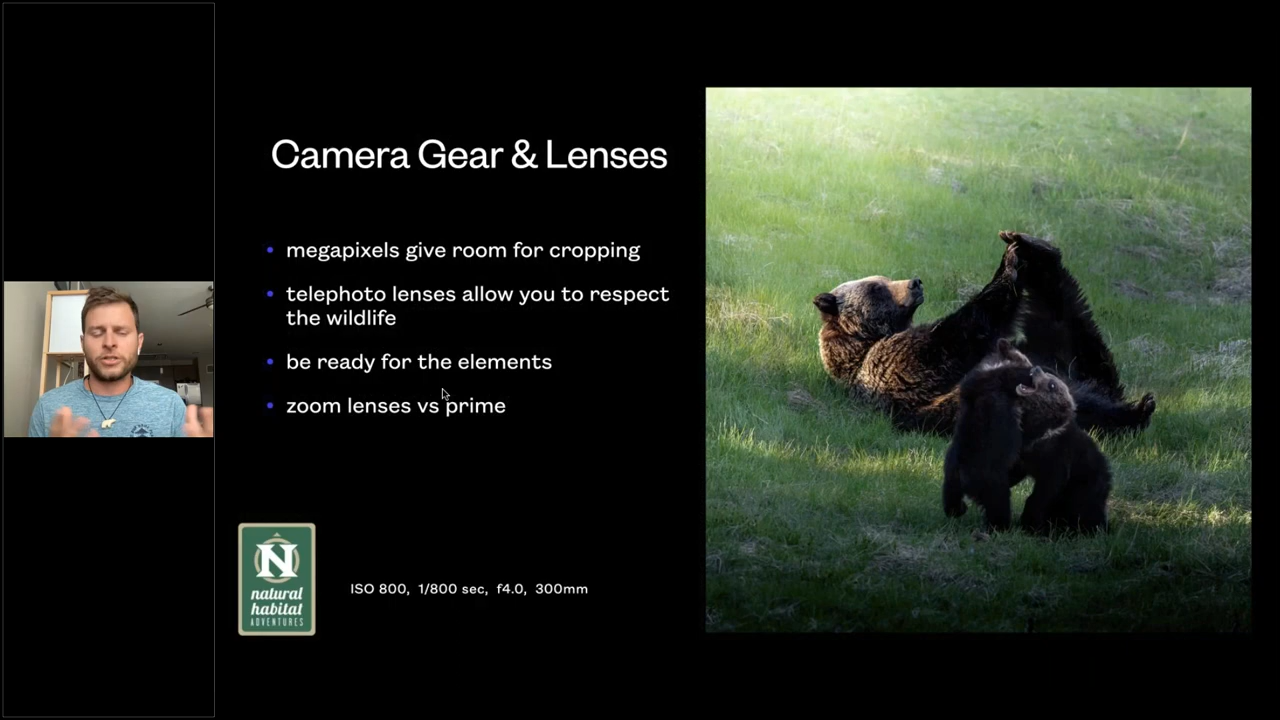 Camera Gear & Lenses
megapixels give room for cropping
telephoto lenses allow you to respect
the wildlife
be ready for the elements
zoom lenses vs prime
N
natural
habitat
ADVENTURES
ISO 800, 1/800 sec, f4.0, 300mm